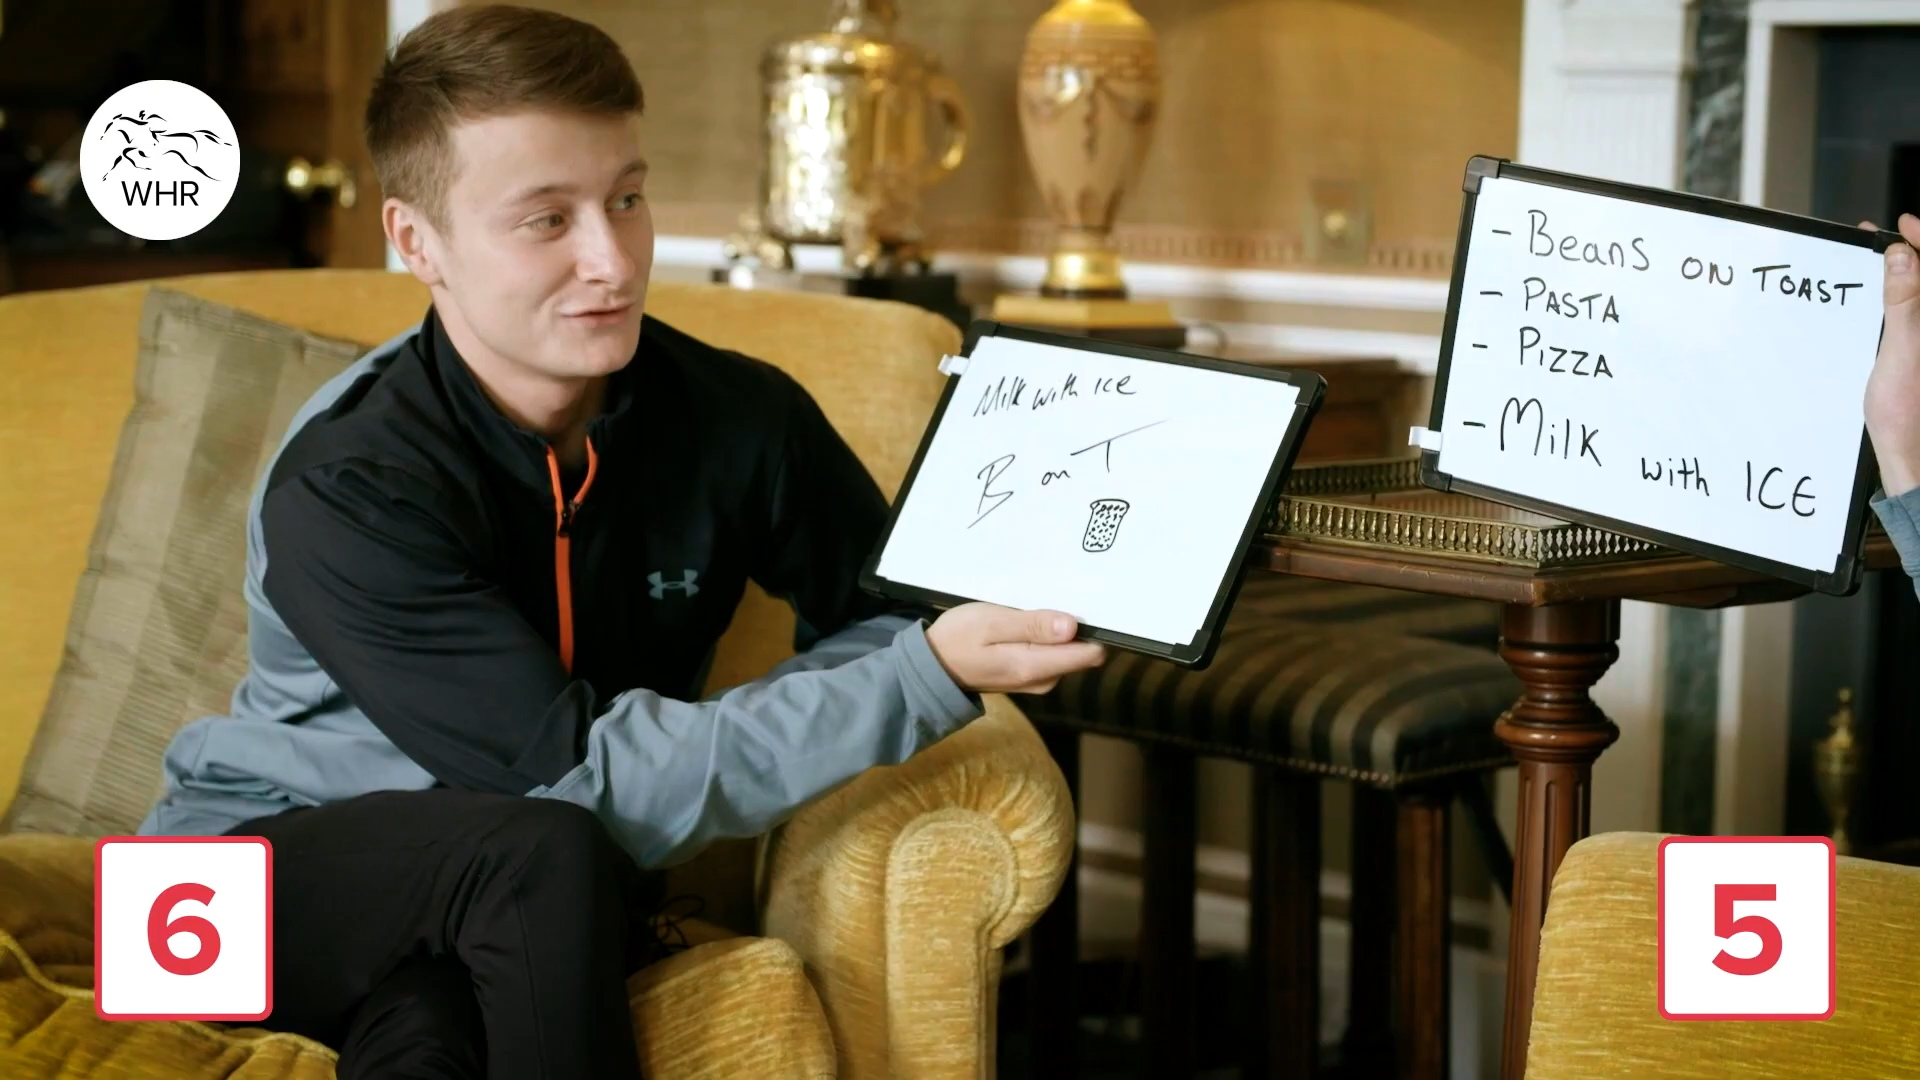 WHR
Milk with ice
B on T
- Beans ON TOAST
- PASTA
- PIZZA
- Milk with ICE
6
5